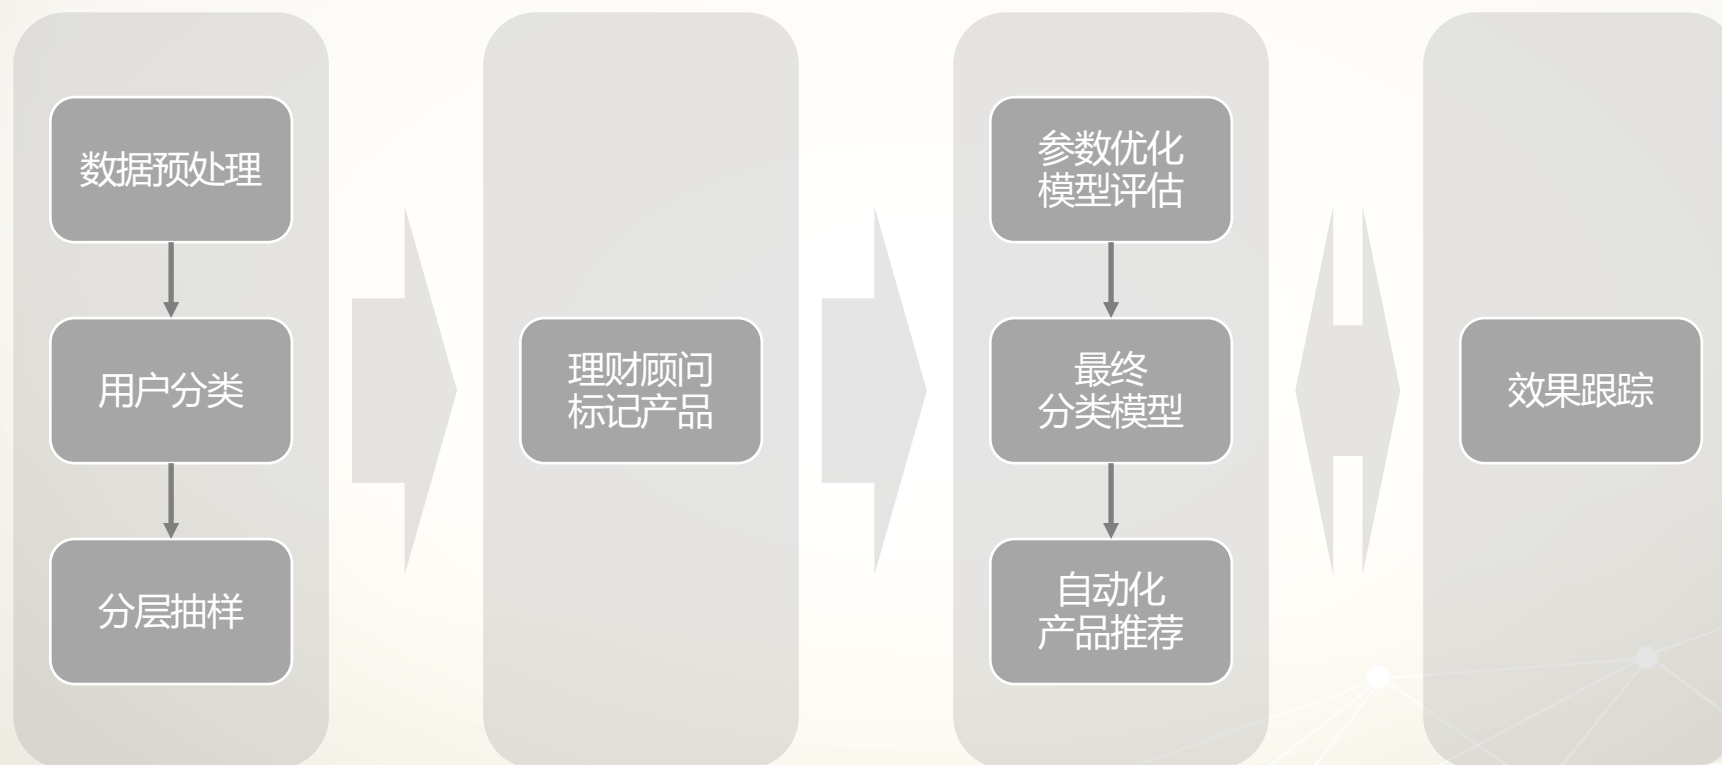 数据预处理
用户分类
分层抽样
理财顾问
标记产品
参数优化
模型评估
最终
分类模型
自动化
产品推荐
效果跟踪